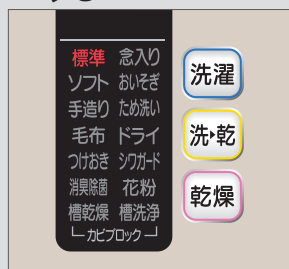 標準 念入り
ソフト おいそぎ
手造り ため洗い
毛布 ドライ
つけおき シワガード
消臭除菌 花粉
槽乾燥 槽洗浄
カビブロック
洗濯
洗・乾
乾燥